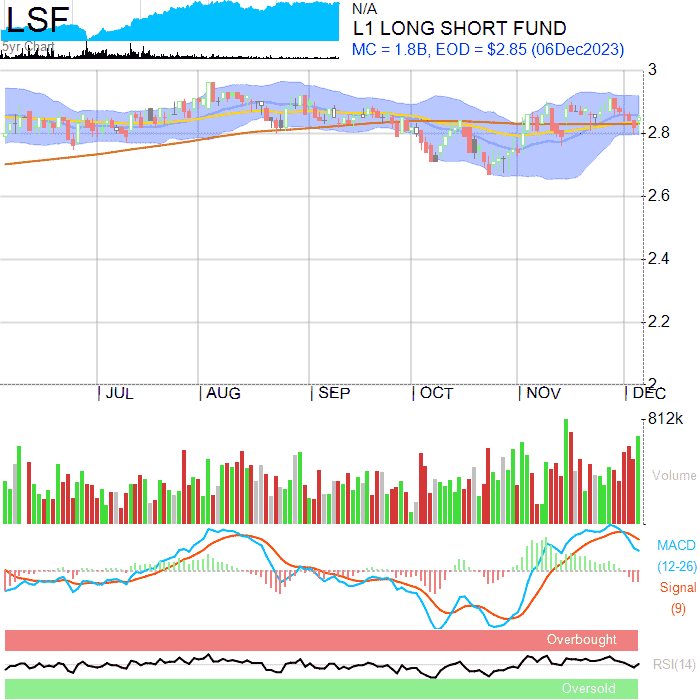 LSF
5yr Chart
N/A
L1 LONG SHORT FUND
MC = 1.8B, EOD = $2.85 (06Dec2023)
3
2.8
2.6
2.4
2.2
2
JUL
AUG
SEP
OCT
NOV
DEC
812k
Volume
MACD
(12-26)
Signal
(9)
Overbought
RSI(14)
Oversold